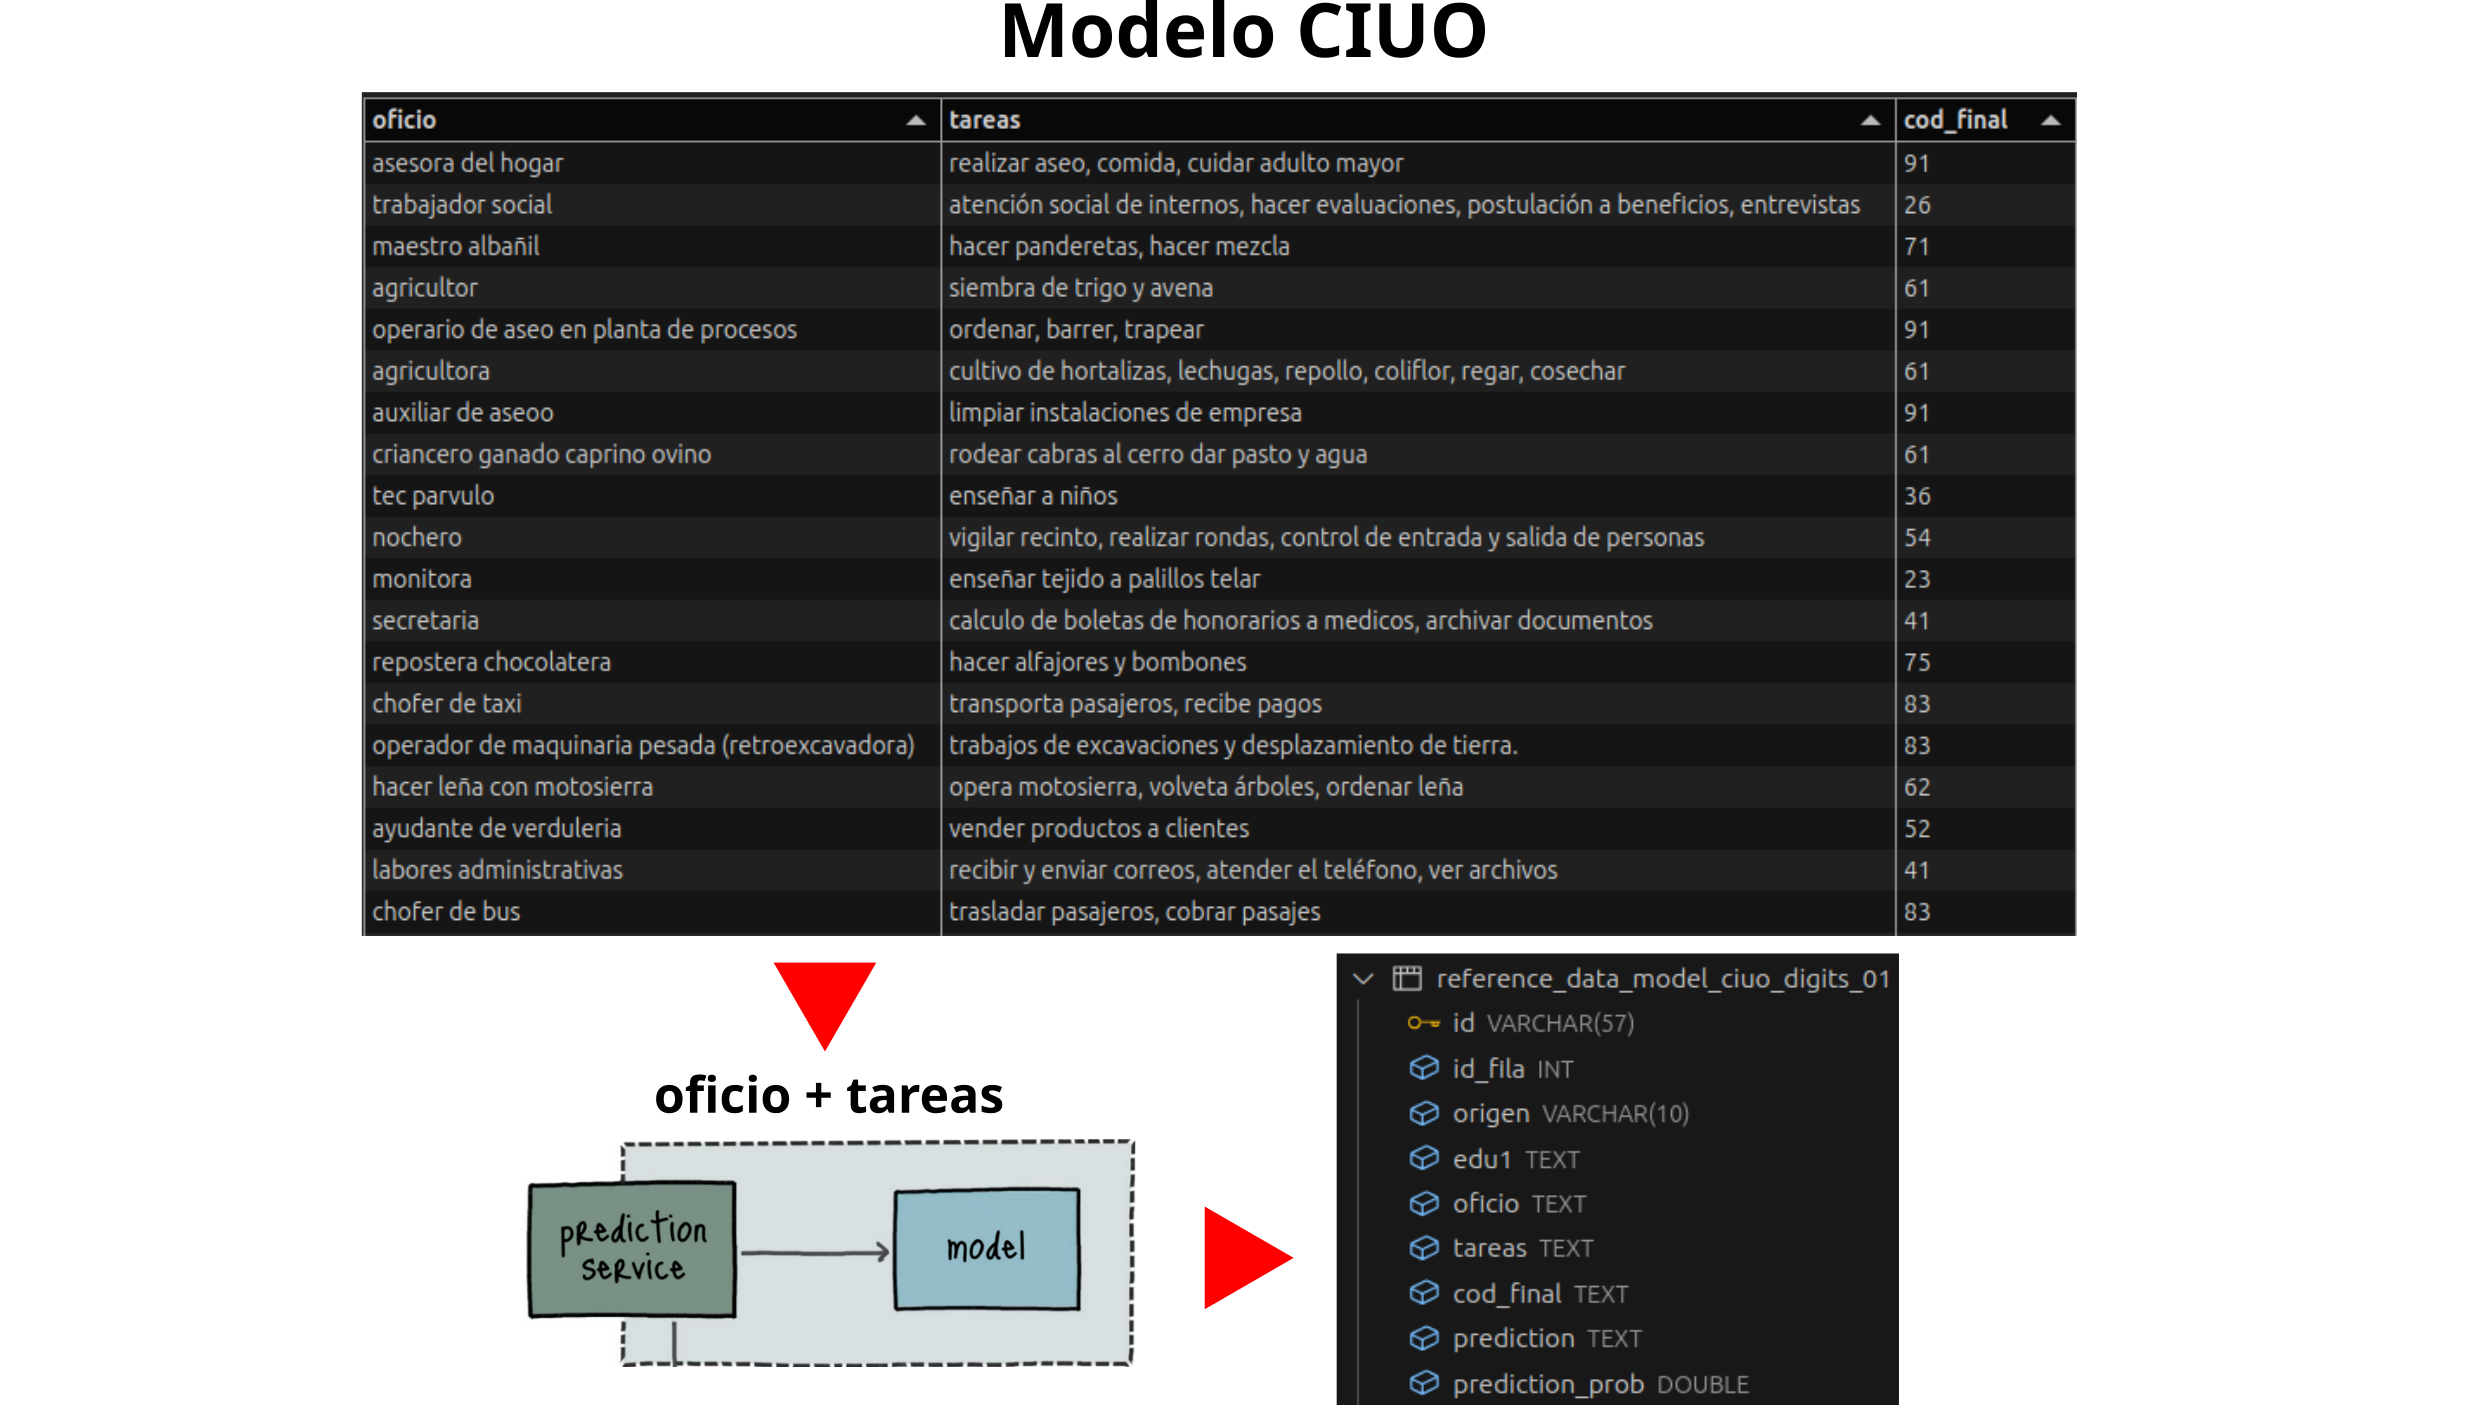 Modelo CIUO
oficio tareas cod_final
asesora del hogar realizar aseo, comida, cuidar adulto mayor 91
trabajador social atención social de internos, hacer evaluaciones, postulación a beneficios, entrevistas 26
maestro albañil hacer panderetas, hacer mezcla 71
agricultor siembra de trigo y avena 61
operario de aseo en planta de procesos ordenar, barrer, trapear 91
agricultora cultivo de hortalizas, lechugas, repollo, coliflor, regar, cosechar 61
auxiliar de aseoo limpiar instalaciones de empresa 91
criancero ganado caprino ovino rodear cabras al cerro dar pasto y agua 61
tec parvulo enseñar a niños 36
nochero vigilar recinto, realizar rondas, control de entrada y salida de personas 54
monitora enseñar tejido a palillos telar 23
secretaria calculo de boletas de honorarios a medicos, archivar documentos 41
repostera chocolatera hacer alfajores y bombones 75
chofer de taxi transporta pasajeros, recibe pagos 83
operador de maquinaria pesada (retroexcavadora) trabajos de excavaciones y desplazamiento de tierra. 83
hacer leña con motosierra opera motosierra, volveta árboles, ordenar leña 62
ayudante de verduleria vender productos a clientes 52
labores administrativas recibir y enviar correos, atender el teléfono, ver archivos 41
chofer de bus trasladar pasajeros, cobrar pasajes 83
oficio + tareas
prediction
service
model
reference_data_model_ciuo_digits_01
id VARCHAR(57)
id_fila INT
origen VARCHAR(10)
edu1 TEXT
oficio TEXT
tareas TEXT
cod_final TEXT
prediction TEXT
prediction_prob DOUBLE